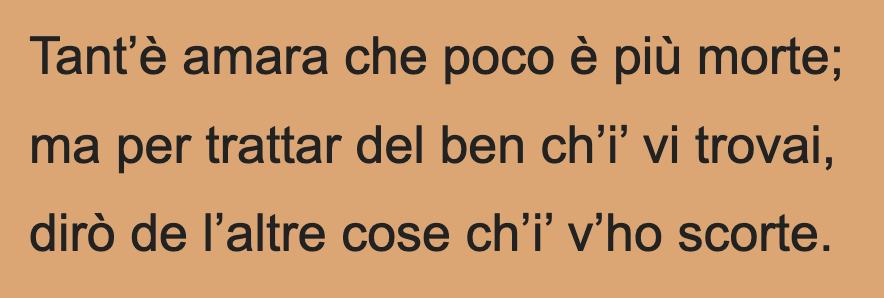 Tant’è amara che poco è più morte;
ma per trattar del ben ch’i’ vi trovai,
dirò de l’altre cose ch’i’ v’ho scorte.